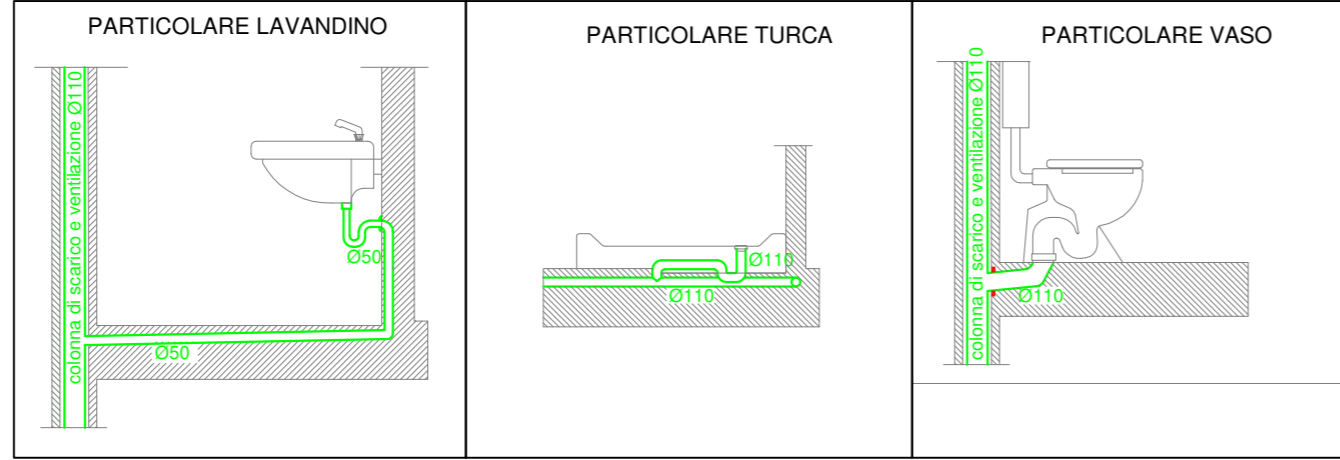 PARTICOLARE LAVANDINO
colonna di scarico e ventilazione Ø110
Ø50
Ø50
PARTICOLARE TURCA
Ø110
Ø110
PARTICOLARE VASO
colonna di scarico e ventilazione Ø110
Ø110